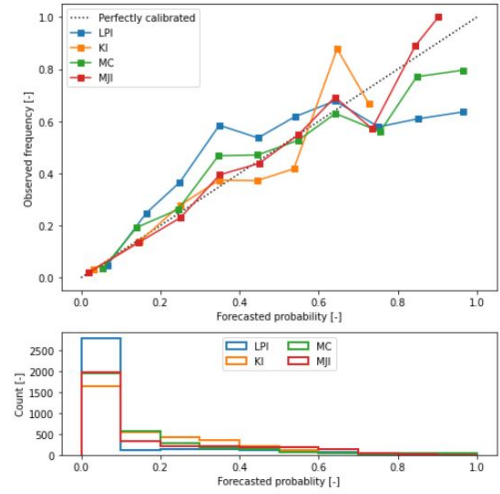 Perfectly calibrated
LPI
KI
MC
MJI
1.0
0.8
0.6
0.4
0.2
0.0
Observed frequency [-]
0.0 0.2 0.4 0.6 0.8 1.0
Forecasted probability [-]
LPI MC
KI MJI
2500
2000
1500
1000
500
0
Count [-]
0.0 0.2 0.4 0.6 0.8 1.0
Forecasted probability [-]